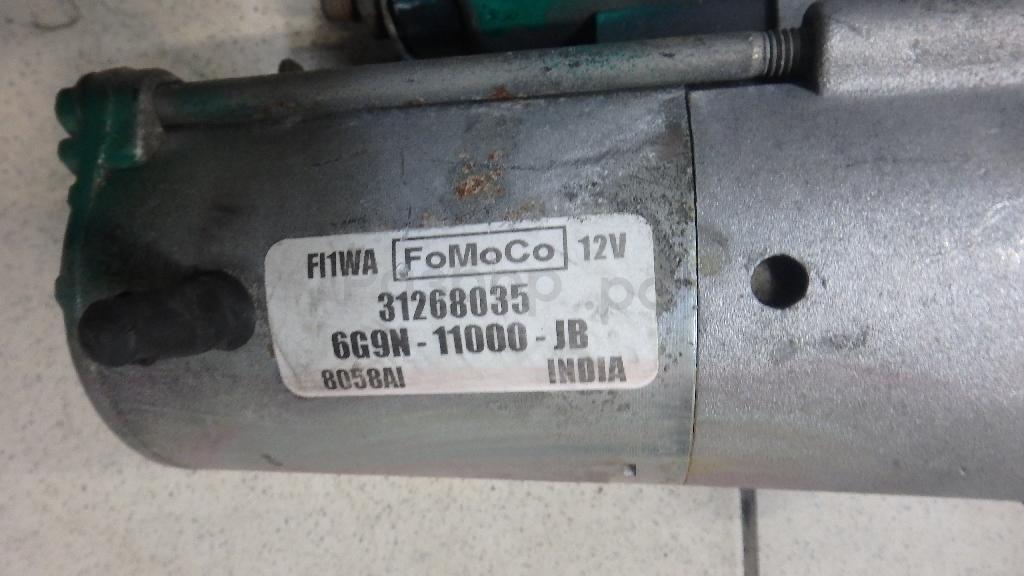 FI1WA FoMoCo 12V
31268035
6G9N - 11000 - JB
8058AI INDIA